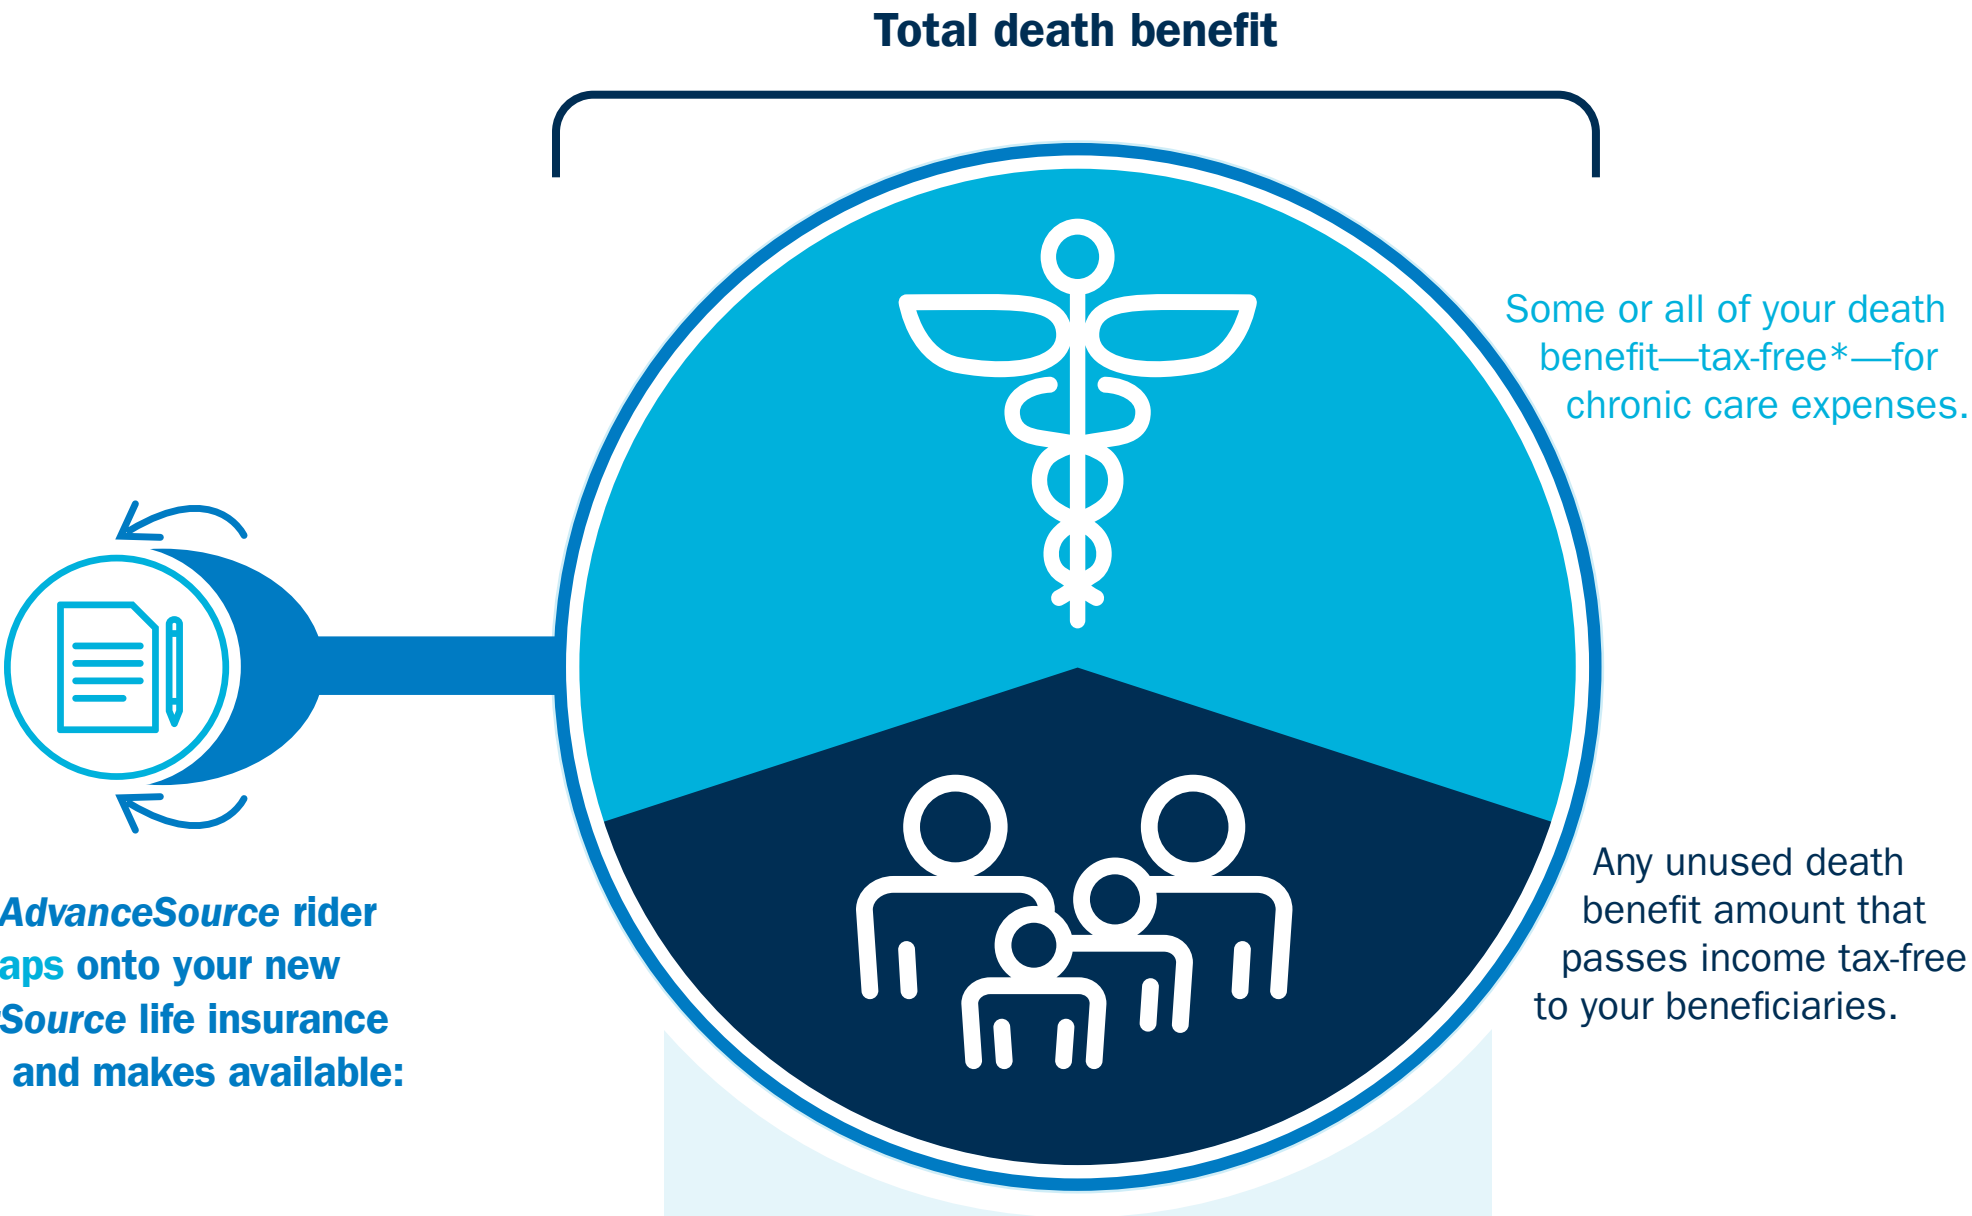 Total death benefit
Some or all of your death
benefit—tax-free*—for
chronic care expenses.
AdvanceSource rider
aps onto your new
Source life insurance
and makes available:
Any unused death
benefit amount that
passes income tax-free
to your beneficiaries.